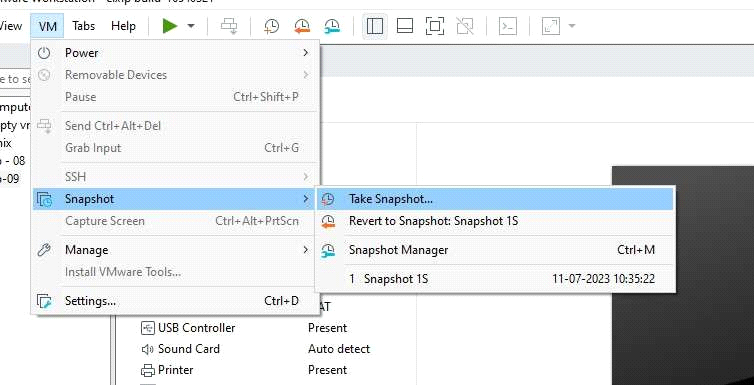 View VM Tabs Help
Power
Removable Devices
Pause Ctrl+Shift+P
Send Ctrl+Alt+Del
Grab Input Ctrl+G
SSH
Snapshot
Take Snapshot...
Capture Screen Ctrl+Alt+PrtScn
Revert to Snapshot: Snapshot 1S
Manage
Snapshot Manager Ctrl+M
Install VMware Tools...
1 Snapshot 1S 11-07-2023 10:35:22
Settings... Ctrl+D
USB Controller Present
Sound Card Auto detect
Printer Present